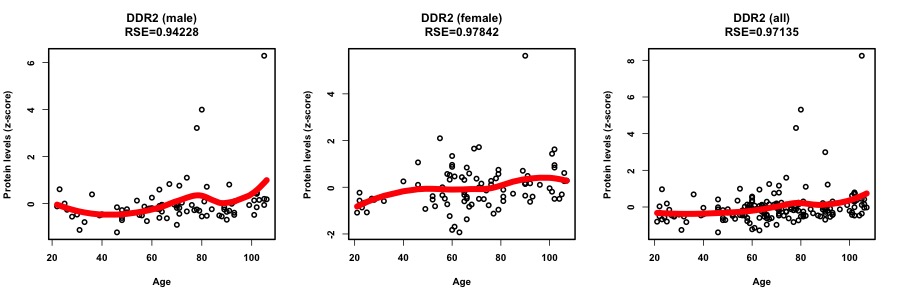 DDR2 (male)
RSE=0.94228
Protein levels (z-score)
6
4
2
0
20 40 60 80 100
Age
DDR2 (female)
RSE=0.97842
Protein levels (z-score)
4
2
0
-2
20 40 60 80 100
Age
DDR2 (all)
RSE=0.97135
Protein levels (z-score)
8
6
4
2
0
20 40 60 80 100
Age